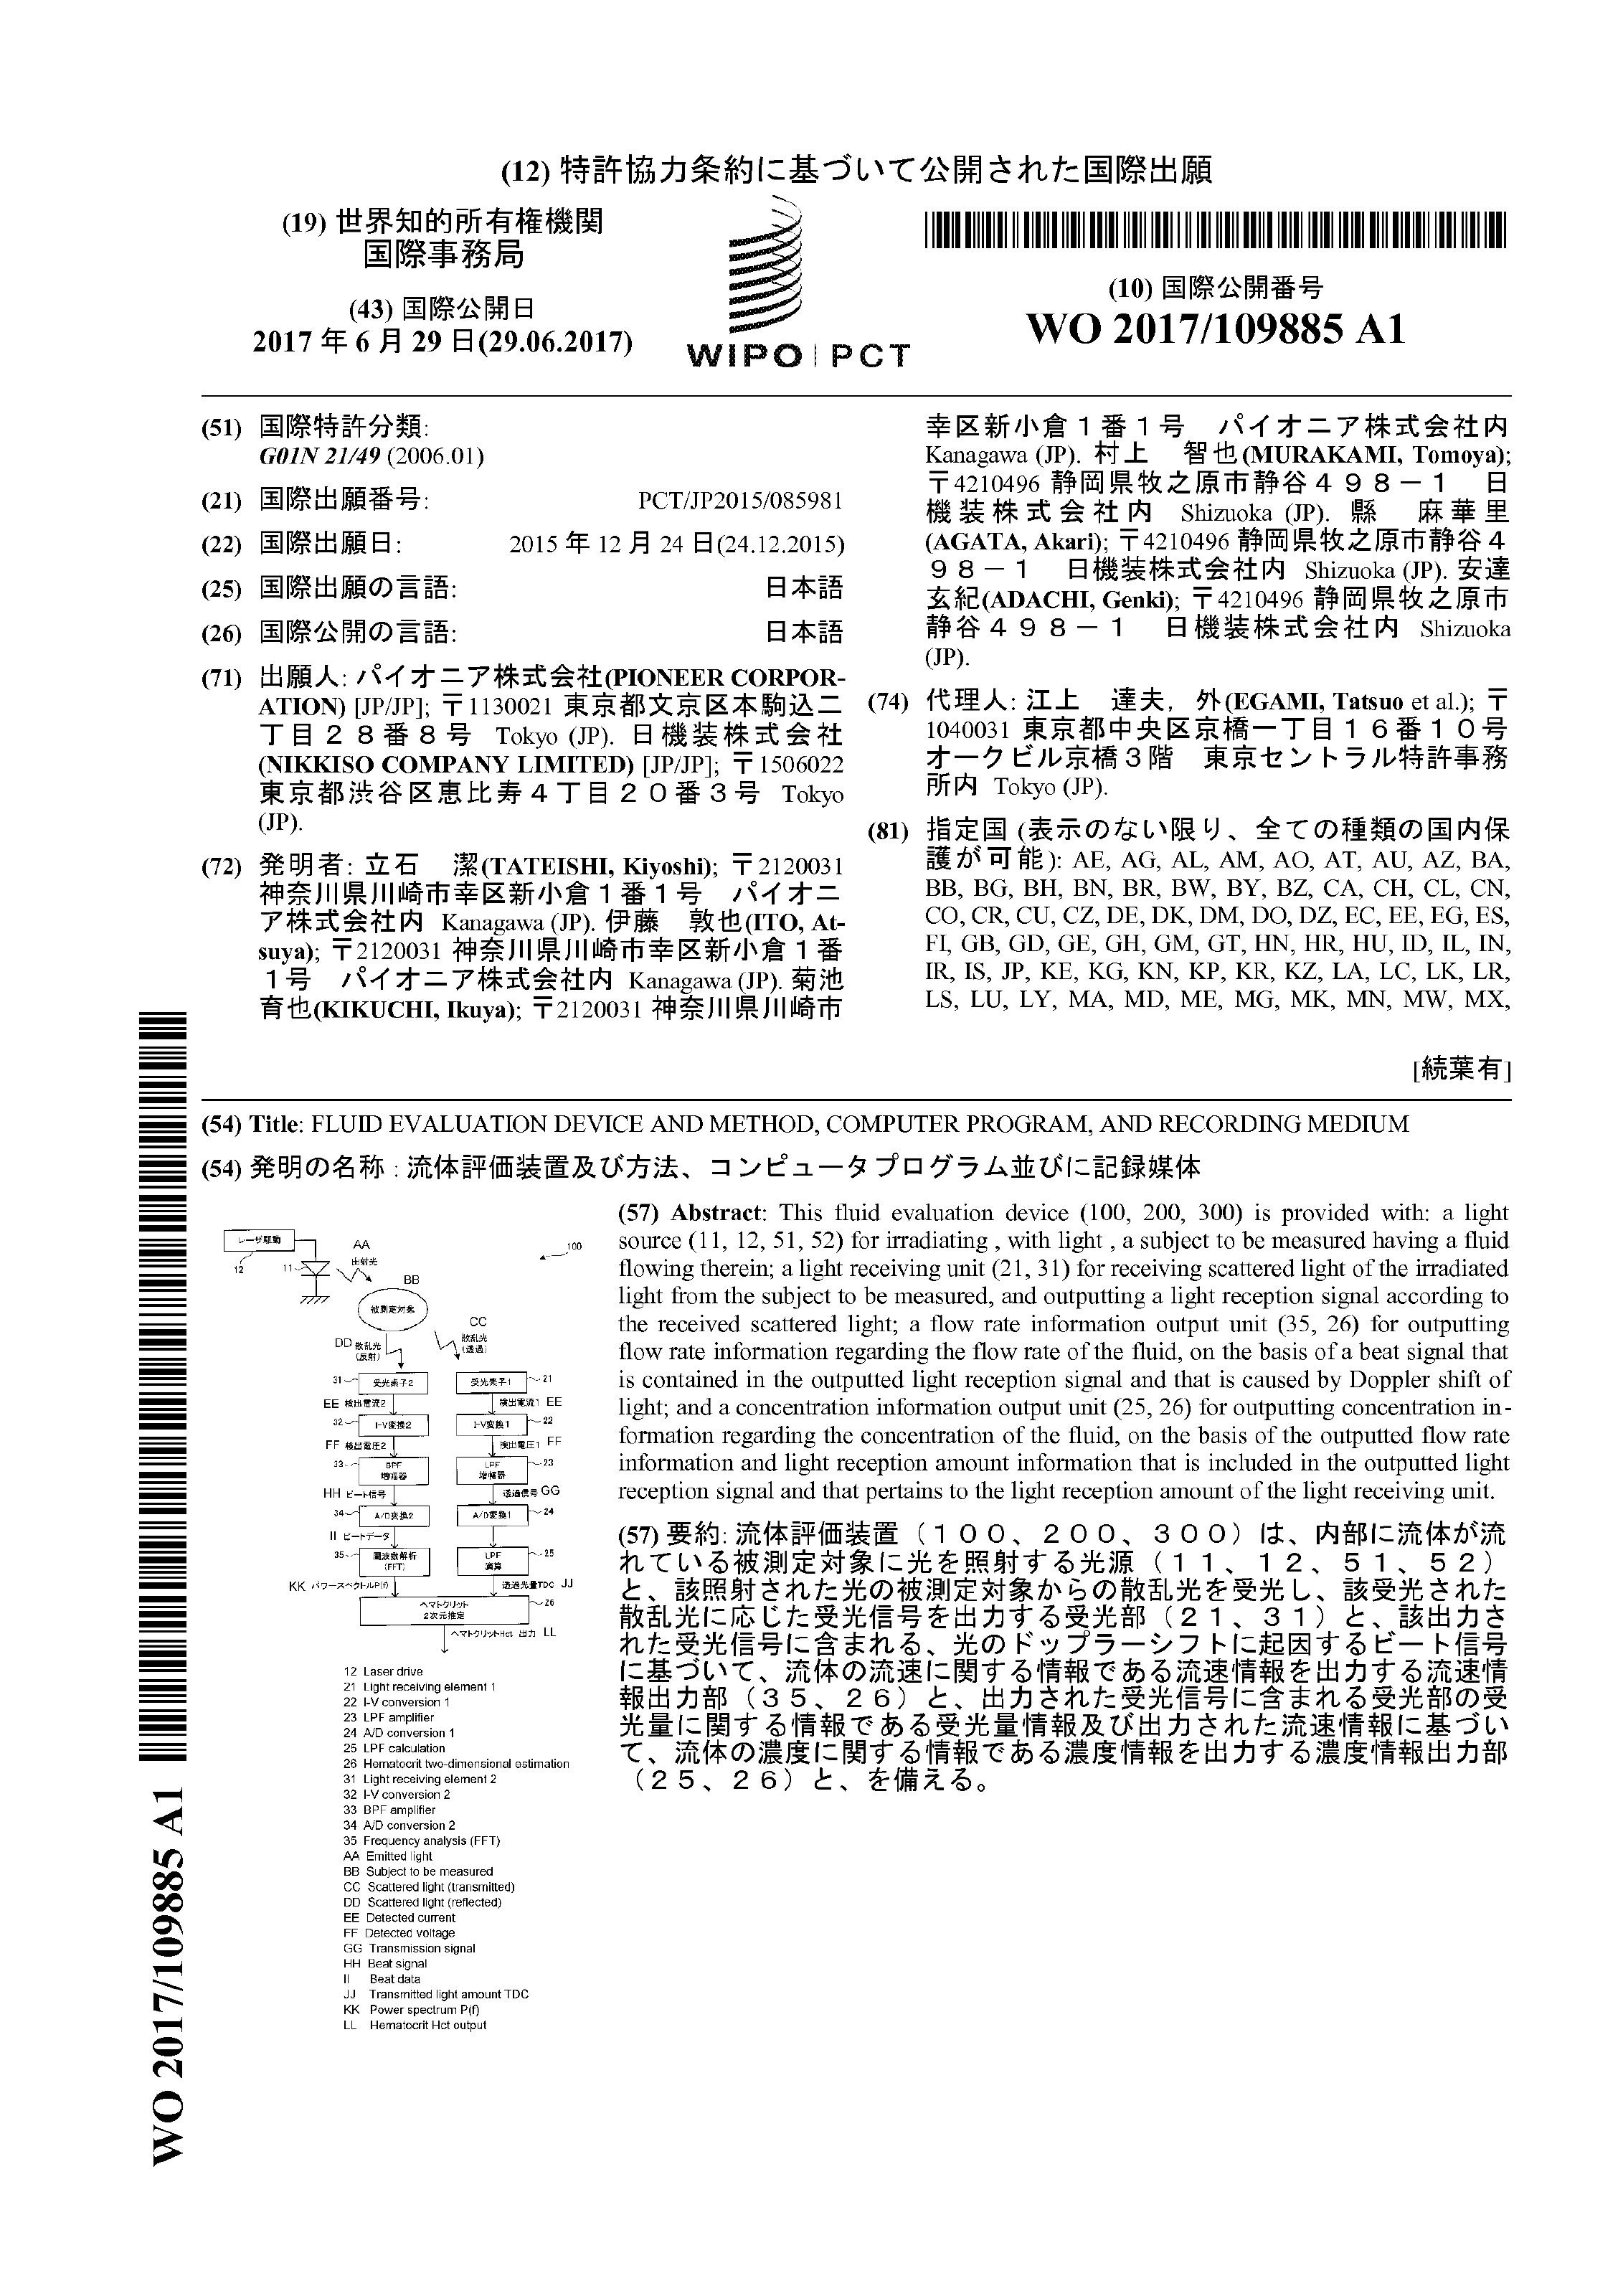 (12) 特許協力条約に基づいて公開された国際出願
(19) 世界知的所有権機関
国際事務局
(43) 国際公開日
2017 年 6 月 29 日(29.06.2017)
WIPO | PCT
(10) 国際公開番号
WO 2017/109885 A1
(51) 国際特許分類:
G01N 21/49 (2006.01)
(21) 国際出願番号: PCT/JP2015/085981
(22) 国際出願日: 2015 年 12 月 24 日(24.12.2015)
(25) 国際出願の言語: 日本語
(26) 国際公開の言語: 日本語
(71) 出願人: パイオニア株式会社(PIONEER CORPOR-
ATION) [JP/JP]; 〒1130021 東京都文京区本駒込二
丁目28番8号 Tokyo (JP). 日機装株式会社
(NIKKISO COMPANY LIMITED) [JP/JP]; 〒1506022
東京都渋谷区恵比寿4丁目20番3号 Tokyo
(JP).
(72) 発明者: 立石 潔(TATEISHI, Kiyoshi); 〒2120031
神奈川県川崎市幸区新小倉1番1号 パイオニ
ア株式会社内 Kanagawa (JP). 伊藤 敦也(ITO, At-
suya); 〒2120031 神奈川県川崎市幸区新小倉1番
1号 パイオニア株式会社内 Kanagawa (JP). 菊池
育也(KIKUCHI, Ikuya); 〒2120031 神奈川県川崎市
幸区新小倉1番1号 パイオニア株式会社内
Kanagawa (JP). 村上 智也(MURAKAMI, Tomoya);
〒4210496 静岡県牧之原市静谷498-1 日
機装株式会社内 Shizuoka (JP). 縣 麻華里
(AGATA, Akari); 〒4210496 静岡県牧之原市静谷4
98-1 日機装株式会社内 Shizuoka (JP). 安達
玄紀(ADACHI, Genki); 〒4210496 静岡県牧之原市
静谷498-1 日機装株式会社内 Shizuoka
(JP).
(74) 代理人: 江上 達夫, 外(EGAMI, Tatsuo et al.); 〒
1040031 東京都中央区京橋一丁目16番10号
オークビル京橋3階 東京セントラル特許事務
所内 Tokyo (JP).
(81) 指定国 (表示のない限り、全ての種類の国内保
護が可能): AE, AG, AL, AM, AO, AT, AU, AZ, BA,
BB, BG, BH, BN, BR, BW, BY, BZ, CA, CH, CL, CN,
CO, CR, CU, CZ, DE, DK, DM, DO, DZ, EC, EE, EG, ES,
FI, GB, GD, GE, GH, GM, GT, HN, HR, HU, ID, IL, IN,
IR, IS, JP, KE, KG, KN, KP, KR, KZ, LA, LC, LK, LR,
LS, LU, LY, MA, MD, ME, MG, MK, MN, MW, MX,
[続葉有]
(54) Title: FLUID EVALUATION DEVICE AND METHOD, COMPUTER PROGRAM, AND RECORDING MEDIUM
(54) 発明の名称 : 流体評価装置及び方法、コンピュータプログラム並びに記録媒体
レーザ駆動
12
11
AA
出射光
100
BB
被測定対象
CC
散乱光
(透過)
DD 散乱光
(反射)
31 受光素子2
受光素子1 21
EE 検出電流2
検出電流1 EE
32 I-V変換2
I-V変換1 22
FF 検出電圧2
検出電圧1 FF
33 BPF
増幅器
LPF 23
増幅器
HH ビート信号
透過信号 GG
34 A/D変換2
A/D変換1 24
II ビートデータ
35 周波数解析
(FFT)
LPF 25
演算
KK パワースペクトルP(f)
透過光量TDC JJ
ヘマトクリット 26
2次元推定
ヘマトクリットHct 出力 LL
12 Laser drive
21 Light receiving element 1
22 I-V conversion 1
23 LPF amplifier
24 A/D conversion 1
25 LPF calculation
26 Hematocrit two-dimensional estimation
31 Light receiving element 2
32 I-V conversion 2
33 BPF amplifier
34 A/D conversion 2
35 Frequency analysis (FFT)
AA Emitted light
BB Subject to be measured
CC Scattered light (transmitted)
DD Scattered light (reflected)
EE Detected current
FF Detected voltage
GG Transmission signal
HH Beat signal
II Beat data
JJ Transmitted light amount TDC
KK Power spectrum P(f)
LL Hematocrit Hct output
(57) Abstract: This fluid evaluation device (100, 200, 300) is provided with: a light
source (11, 12, 51, 52) for irradiating , with light , a subject to be measured having a fluid
flowing therein; a light receiving unit (21, 31) for receiving scattered light of the irradiated
light from the subject to be measured, and outputting a light reception signal according to
the received scattered light; a flow rate information output unit (35, 26) for outputting
flow rate information regarding the flow rate of the fluid, on the basis of a beat signal that
is contained in the outputted light reception signal and that is caused by Doppler shift of
light; and a concentration information output unit (25, 26) for outputting concentration in-
formation regarding the concentration of the fluid, on the basis of the outputted flow rate
information and light reception amount information that is included in the outputted light
reception signal and that pertains to the light reception amount of the light receiving unit.
(57) 要約: 流体評価装置（100、200、300）は、内部に流体が流
れている被測定対象に光を照射する光源（11、12、51、52）
と、該照射された光の被測定対象からの散乱光を受光し、該受光された
散乱光に応じた受光信号を出力する受光部（21、31）と、該出力さ
れた受光信号に含まれる、光のドップラーシフトに起因するビート信号
に基づいて、流体の流速に関する情報である流速情報を出力する流速情
報出力部（35、26）と、出力された受光信号に含まれる受光部の受
光量に関する情報である受光量情報及び出力された流速情報に基づい
て、流体の濃度に関する情報である濃度情報を出力する濃度情報出力部
（25、26）と、を備える。
WO 2017/109885 A1